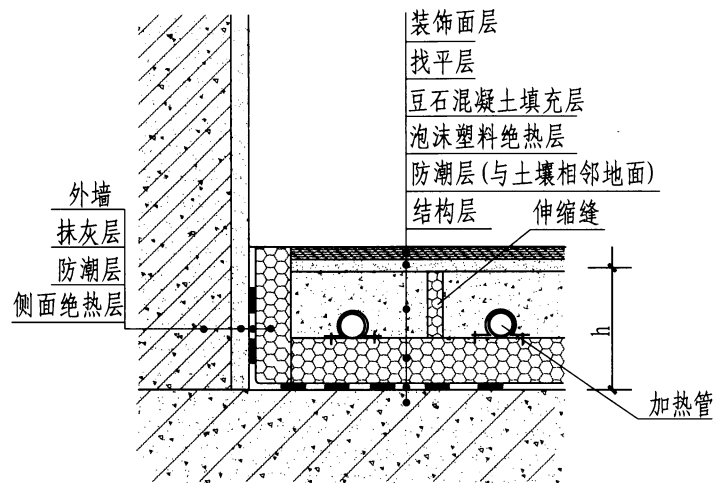 装饰面层
找平层
豆石混凝土填充层
泡沫塑料绝热层
防潮层(与土壤相邻地面)
结构层
伸缩缝
外墙
抹灰层
防潮层
侧面绝热层
h
加热管